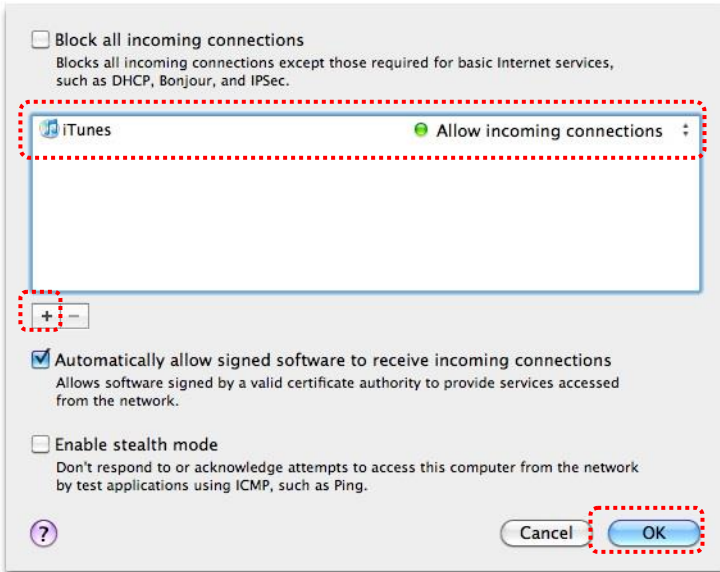 Block all incoming connections
Blocks all incoming connections except those required for basic Internet services,
such as DHCP, Bonjour, and IPSec.
iTunes Allow incoming connections
+ −
Automatically allow signed software to receive incoming connections
Allows software signed by a valid certificate authority to provide services accessed
from the network.
Enable stealth mode
Don't respond to or acknowledge attempts to access this computer from the network
by test applications using ICMP, such as Ping.
? Cancel OK